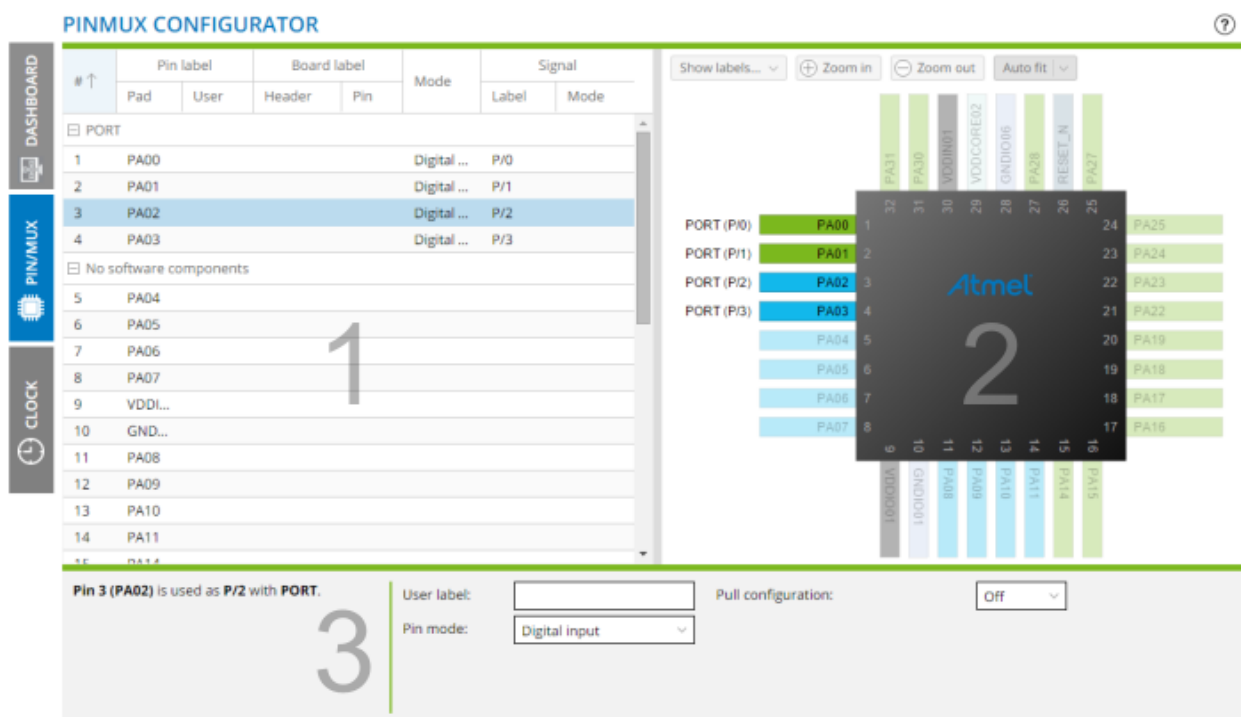 PINMUX CONFIGURATOR
?
DASHBOARD
PIN/MUX
CLOCK
# Pin label Board label Mode Signal
Pad User Header Pin Label Mode
PORT
1 PA00 Digital ... P/0
2 PA01 Digital ... P/1
3 PA02 Digital ... P/2
4 PA03 Digital ... P/3
No software components
5 PA04
6 PA05
7 PA06
8 PA07
9 VDDI...
10 GND...
11 PA08
12 PA09
13 PA10
14 PA11
15 PA14
1
Show labels... Zoom in Zoom out Auto fit
PA31 PA30 VDDIN01 VDDCORE02 GNDIO06 PA28 RESET_N PA27
32 31 30 29 28 27 26 25
PORT (P/0) PA00 1 24 PA25
PORT (P/1) PA01 2 23 PA24
PORT (P/2) PA02 3 22 PA23
PORT (P/3) PA03 4 21 PA22
PA04 5 20 PA19
PA05 6 19 PA18
PA06 7 18 PA17
PA07 8 17 PA16
Atmel
2
9 10 11 12 13 14 15 16
VDDIO01 GNDIO01 PA08 PA09 PA10 PA11 PA14 PA15
Pin 3 (PA02) is used as P/2 with PORT.
3
User label: Pull configuration: Off
Pin mode: Digital input